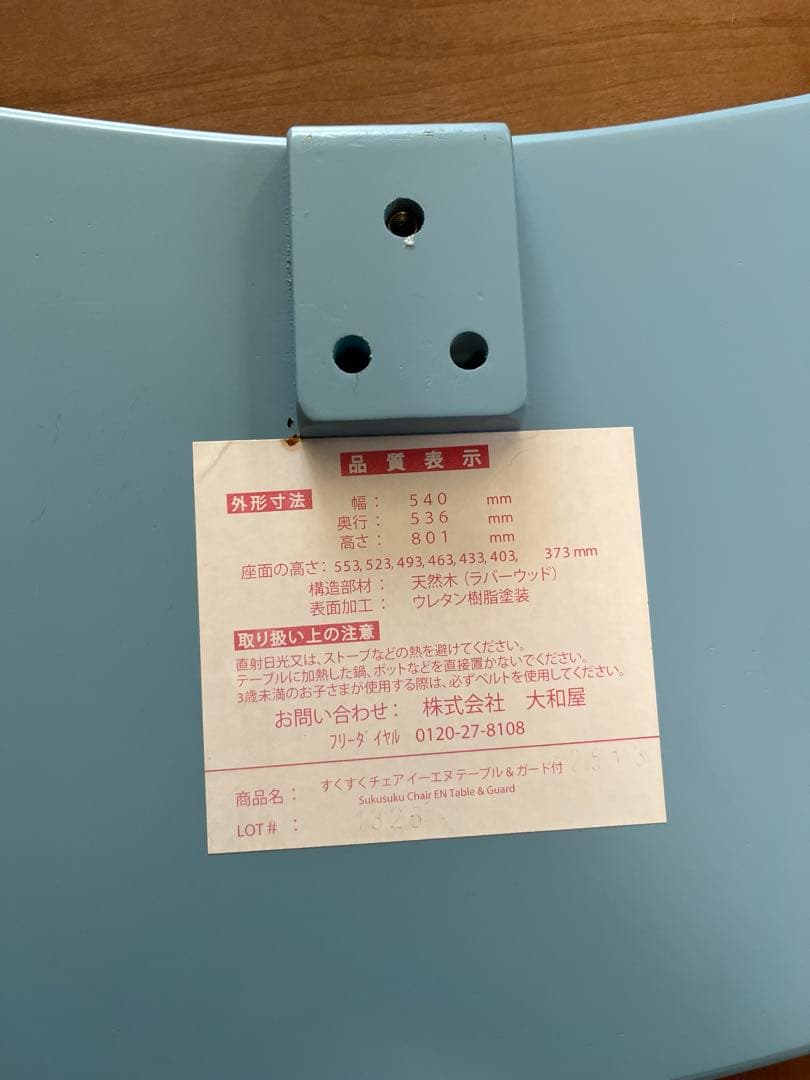 品質表示
外形寸法 幅: 540 mm
奥行: 536 mm
高さ: 801 mm
座面の高さ: 553, 523, 493, 463, 433, 403, 373 mm
構造部材: 天然木(ラバーウッド)
表面加工: ウレタン樹脂塗装
取り扱い上の注意
直射日光又は、ストーブなどの熱を避けてください。
テーブルに加熱した鍋、ポットなどを直接置かないでください。
3歳未満のお子さまが使用する際は、必ずベルトを使用してください。
お問い合わせ: 株式会社 大和屋
フリーダイヤル 0120-27-8108
商品名: すくすくチェアイーエヌテーブル&ガード付
Sukusuku Chair EN Table & Guard
LOT #: